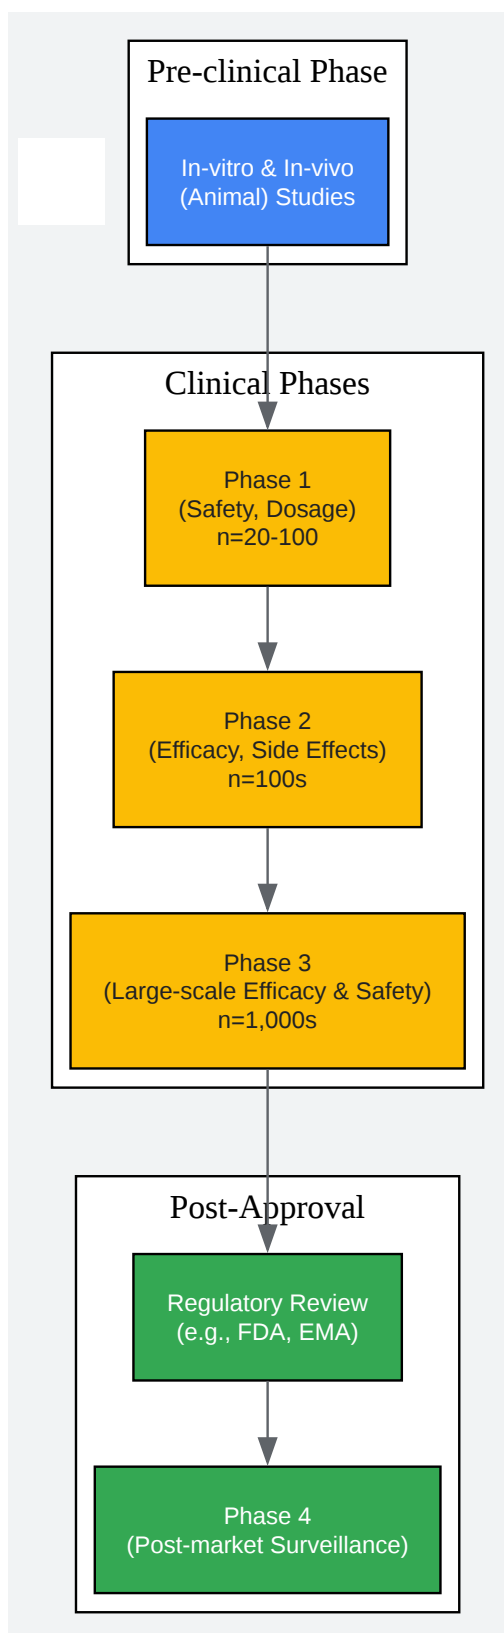 Pre-clinical Phase
In-vitro & In-vivo
(Animal) Studies
Clinical Phases
Phase 1
(Safety, Dosage)
n=20-100
Phase 2
(Efficacy, Side Effects)
n=100s
Phase 3
(Large-scale Efficacy & Safety)
n=1,000s
Post-Approval
Regulatory Review
(e.g., FDA, EMA)
Phase 4
(Post-market Surveillance)